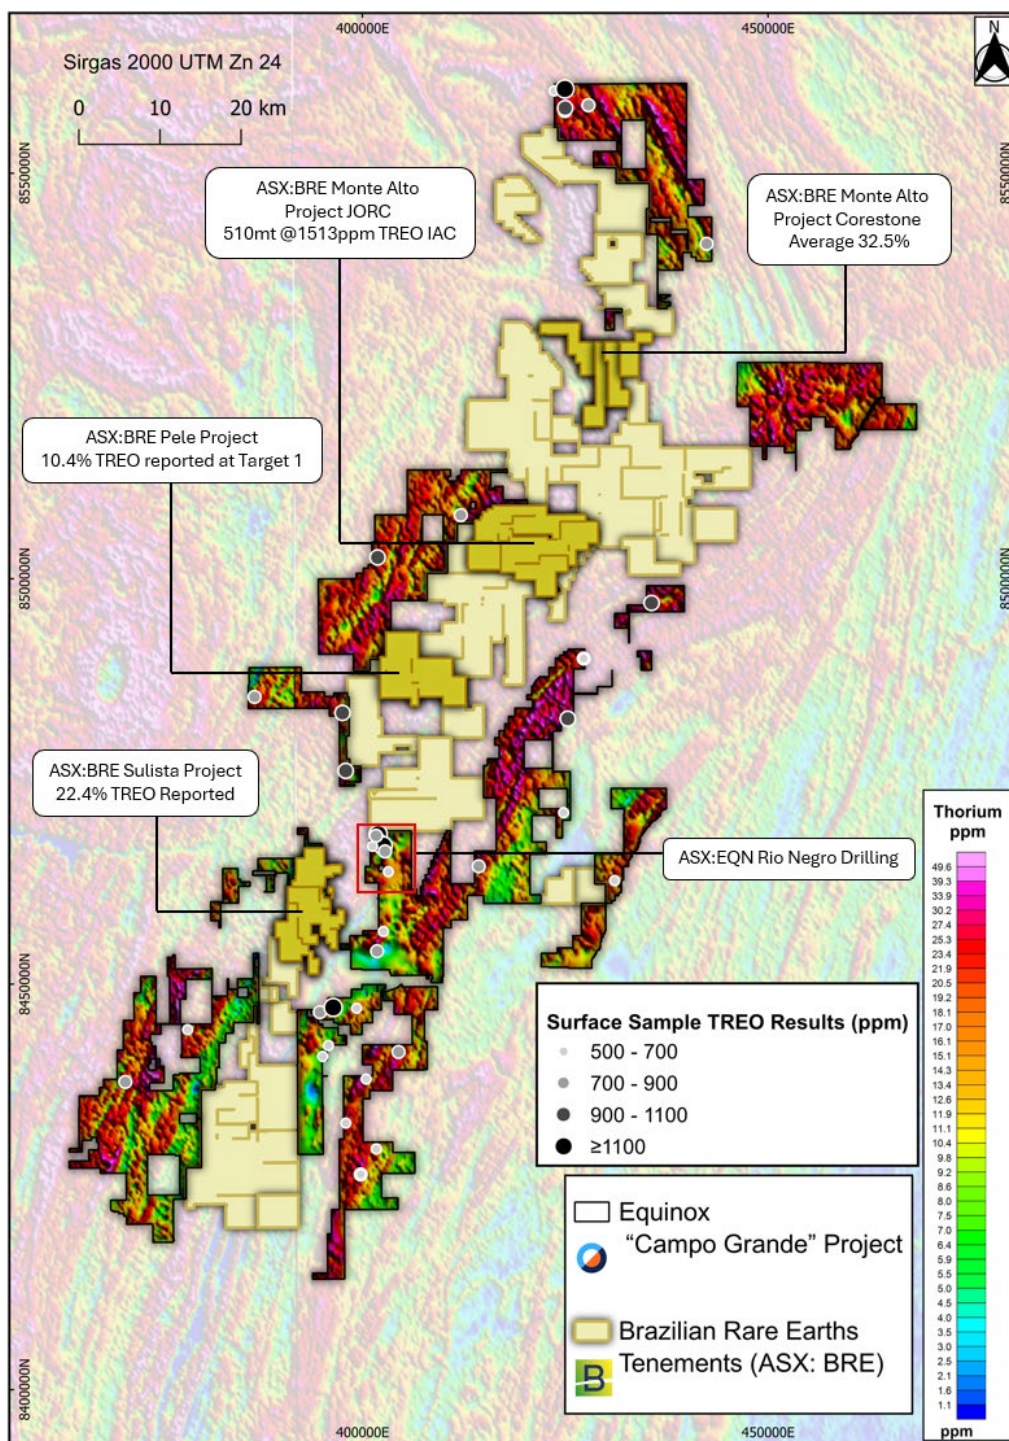 400000E
450000E
Sirgas 2000 UTM Zn 24
0 10 20 km
N
8550000N
8550000N
ASX:BRE Monte Alto
Project JORC
510mt @1513ppm TREO IAC
ASX:BRE Monte Alto
Project Corestone
Average 32.5%
ASX:BRE Pele Project
10.4% TREO reported at Target 1
8500000N
8500000N
ASX:BRE Sulista Project
22.4% TREO Reported
ASX:EQN Rio Negro Drilling
8450000N
Surface Sample TREO Results (ppm)
500 - 700
700 - 900
900 - 1100
≥1100
Equinox
“Campo Grande” Project
Brazilian Rare Earths
B Tenements (ASX: BRE)
Thorium
ppm
49.6
39.3
33.9
30.2
27.4
25.3
23.4
21.9
20.5
19.2
18.1
17.0
16.1
15.1
14.3
13.4
12.6
11.9
11.1
10.4
9.8
9.2
8.6
8.0
7.5
6.4
5.9
5.5
5.0
4.5
4.0
3.5
3.0
2.5
2.1
1.6
1.1
ppm
8400000N
400000E
450000E